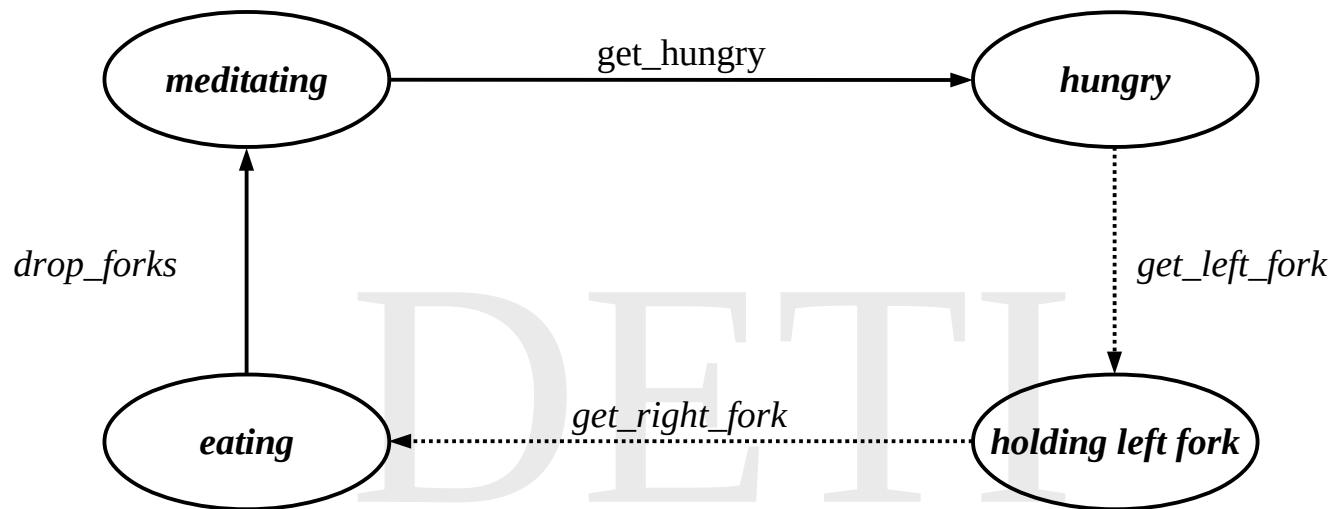 meditating
get_hungry
hungry
drop_forks
get_left_fork
eating
get_right_fork
holding left fork
DETI